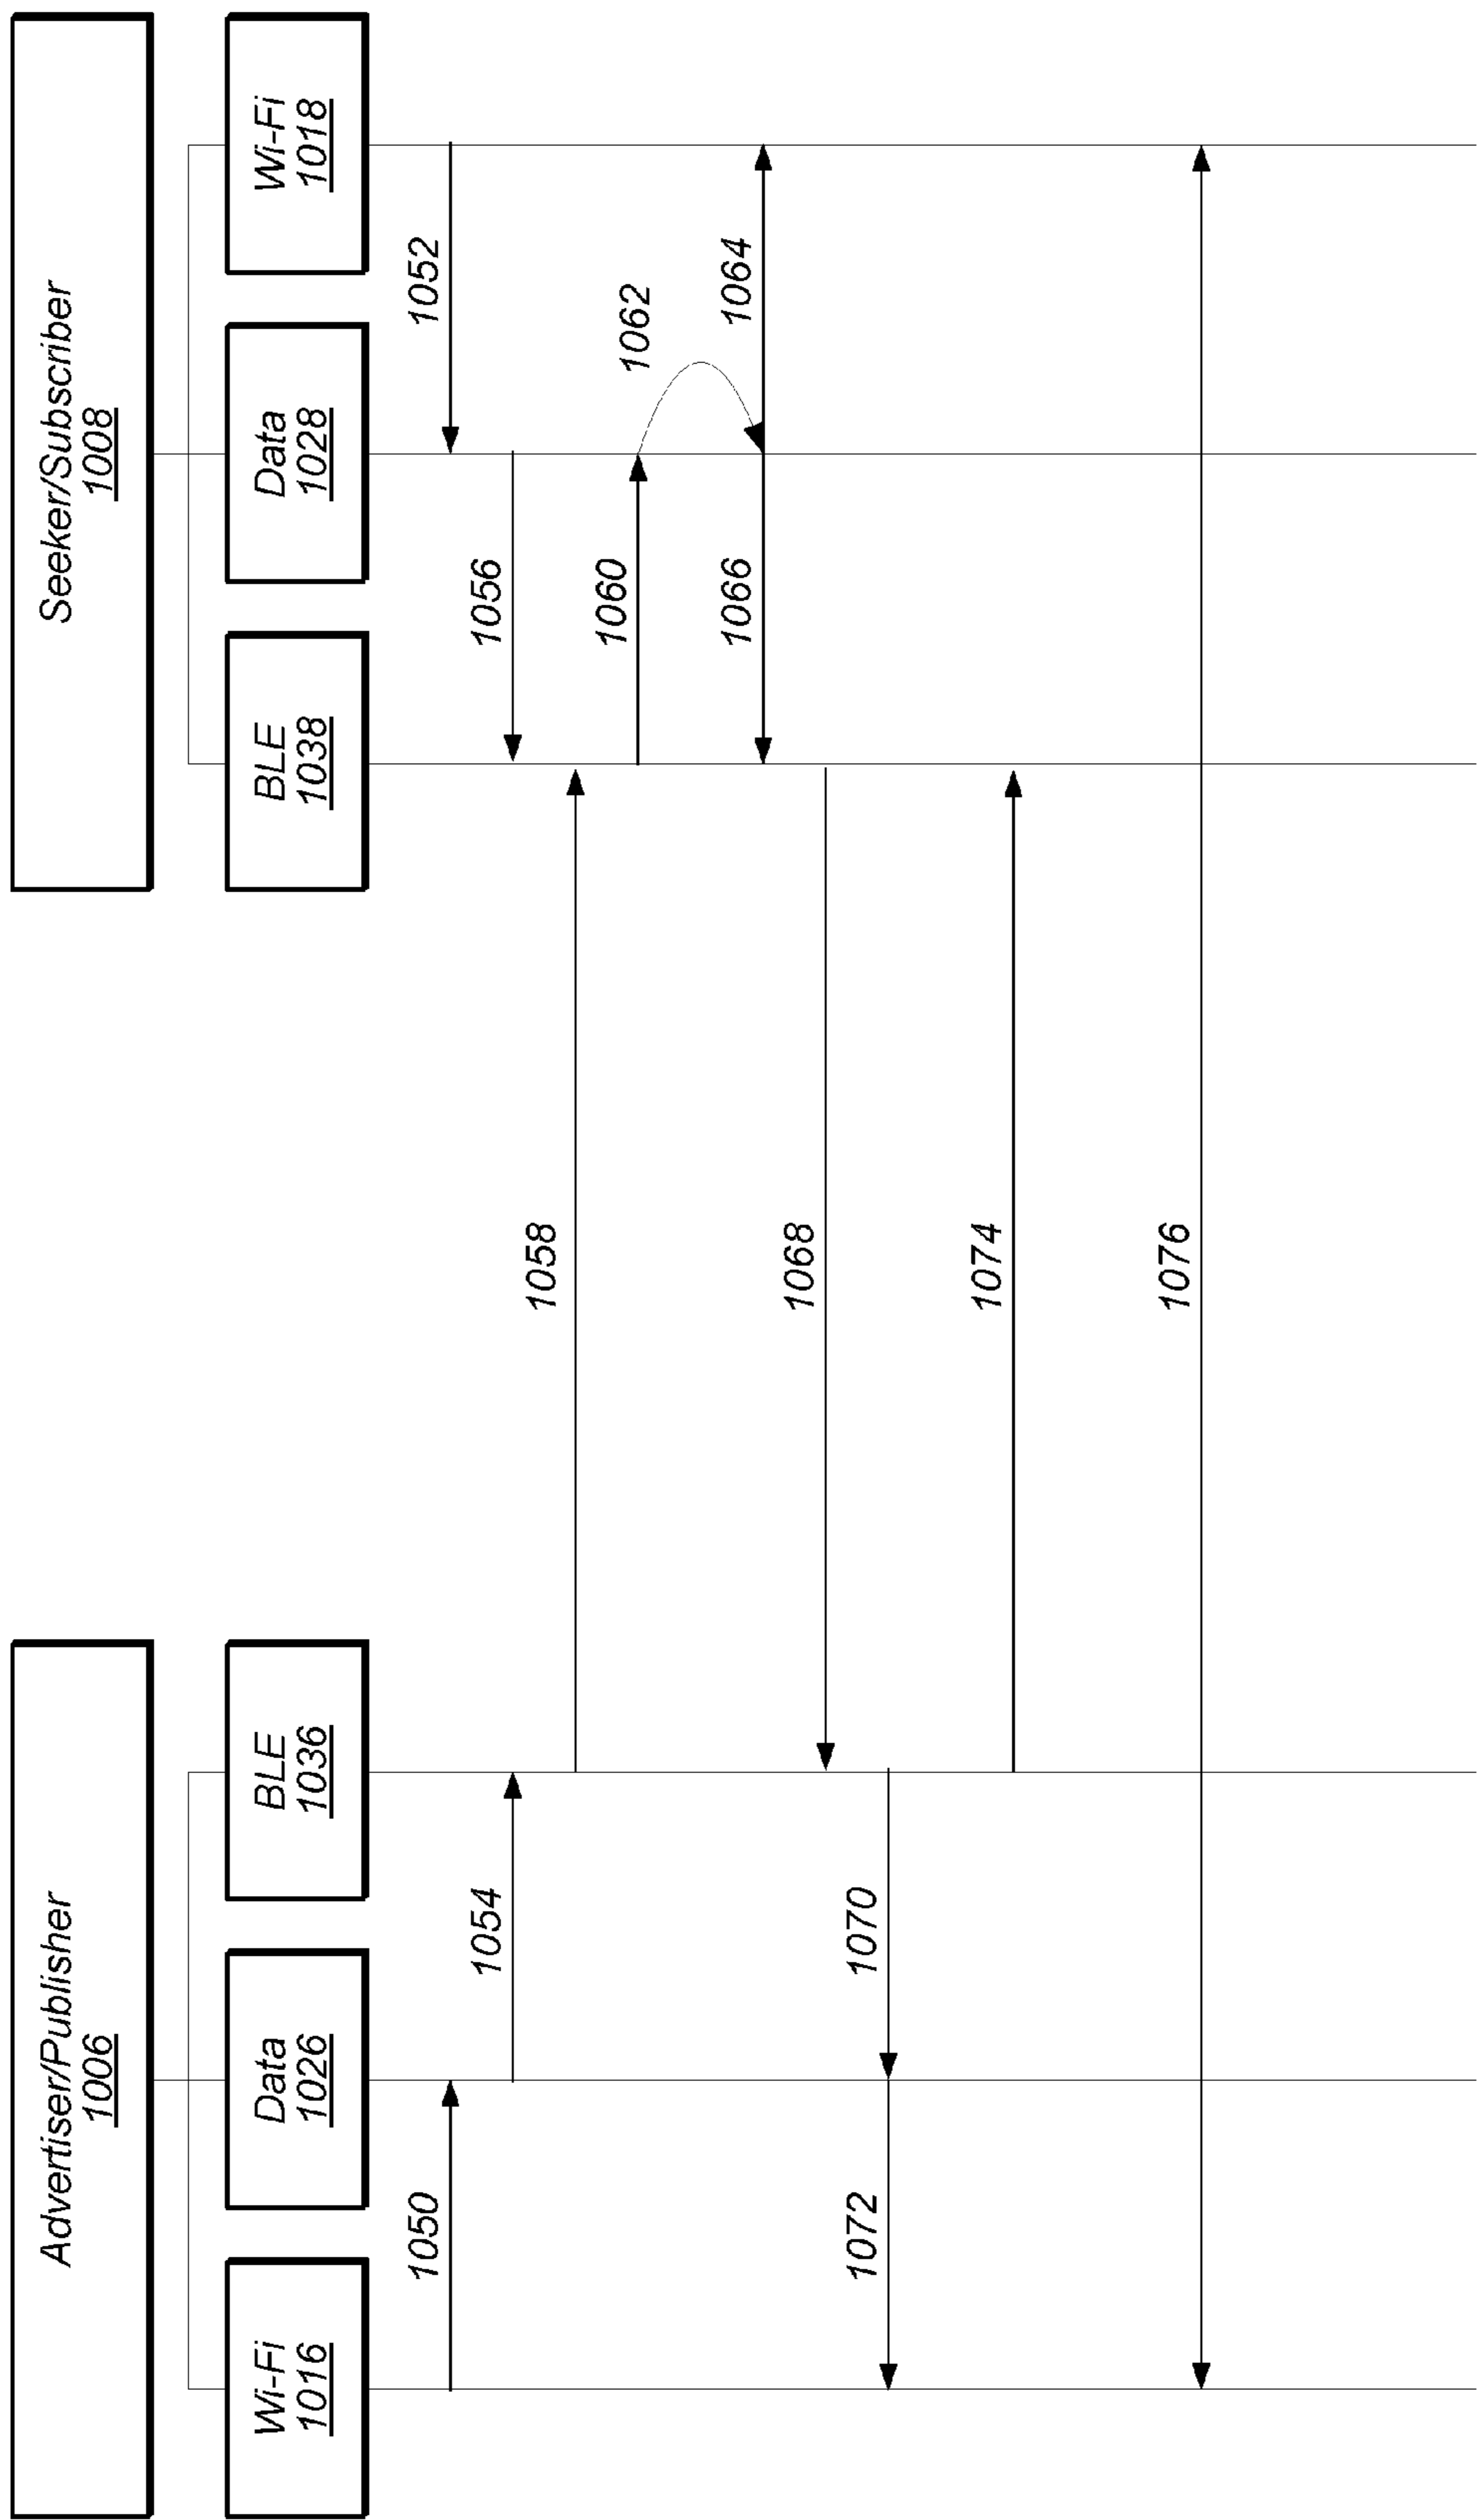 Advertiser/Publisher
1006
Seeker/Subscriber
1008
Wi-Fi
1016
Data
1026
BLE
1036
BLE
1038
Data
1028
Wi-Fi
1018
1050
1052
1054
1056
1058
1060
1062
1066
1064
1068
1072
1070
1074
1076